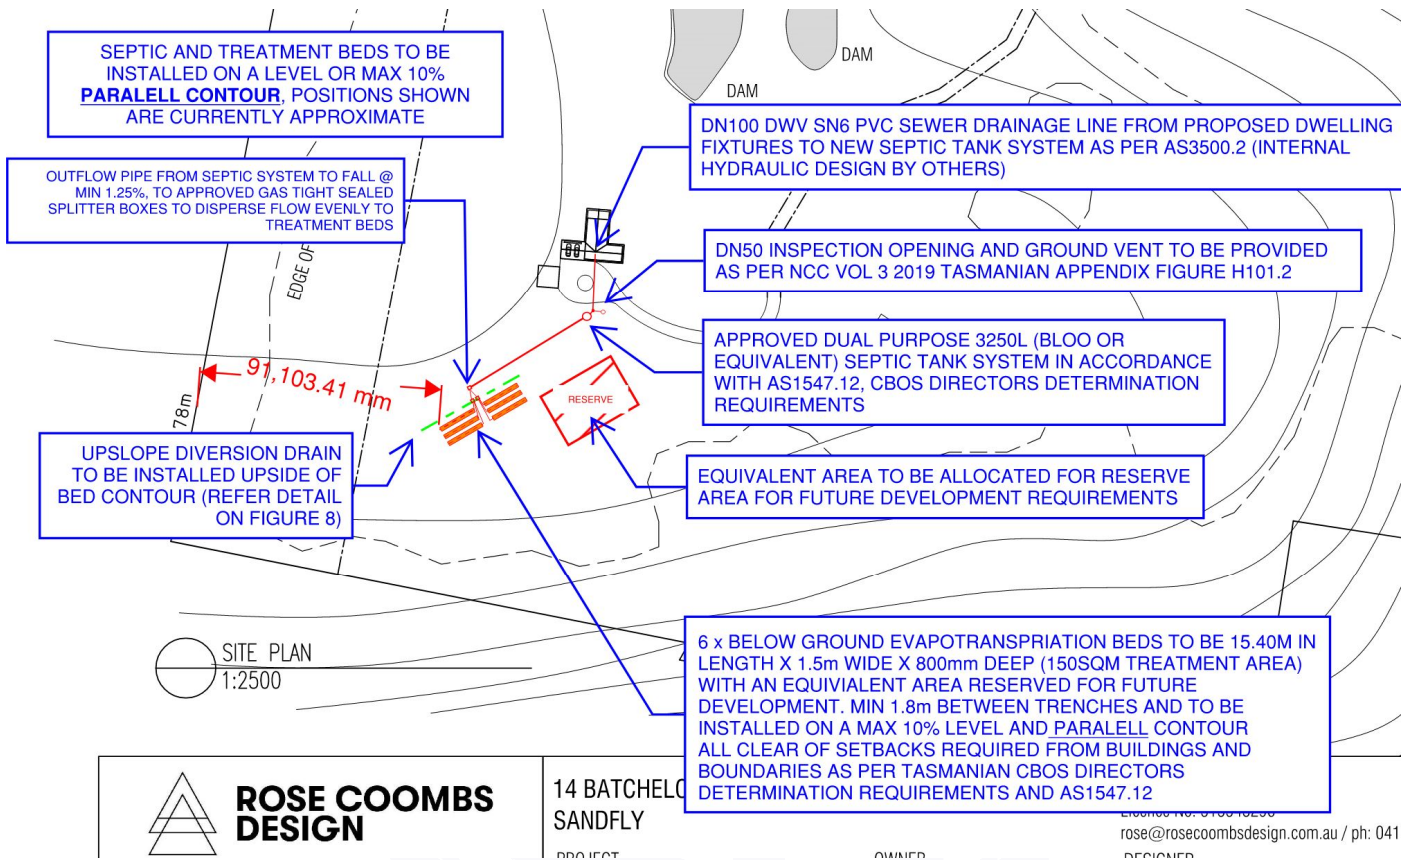 SEPTIC AND TREATMENT BEDS TO BE
INSTALLED ON A LEVEL OR MAX 10%
PARALELL CONTOUR, POSITIONS SHOWN
ARE CURRENTLY APPROXIMATE
OUTFLOW PIPE FROM SEPTIC SYSTEM TO FALL @
MIN 1.25%, TO APPROVED GAS TIGHT SEALED
SPLITTER BOXES TO DISPERSE FLOW EVENLY TO
TREATMENT BEDS
EDGE OF
DAM
DAM
DN100 DWV SN6 PVC SEWER DRAINAGE LINE FROM PROPOSED DWELLING
FIXTURES TO NEW SEPTIC TANK SYSTEM AS PER AS3500.2 (INTERNAL
HYDRAULIC DESIGN BY OTHERS)
DN50 INSPECTION OPENING AND GROUND VENT TO BE PROVIDED
AS PER NCC VOL 3 2019 TASMANIAN APPENDIX FIGURE H101.2
APPROVED DUAL PURPOSE 3250L (BLOO OR
EQUIVALENT) SEPTIC TANK SYSTEM IN ACCORDANCE
WITH AS1547.12, CBOS DIRECTORS DETERMINATION
REQUIREMENTS
91,103.41 mm
78m
RESERVE
UPSLOPE DIVERSION DRAIN
TO BE INSTALLED UPSIDE OF
BED CONTOUR (REFER DETAIL
ON FIGURE 8)
EQUIVALENT AREA TO BE ALLOCATED FOR RESERVE
AREA FOR FUTURE DEVELOPMENT REQUIREMENTS
6 x BELOW GROUND EVAPOTRANSPRIATION BEDS TO BE 15.40M IN
LENGTH X 1.5m WIDE X 800mm DEEP (150SQM TREATMENT AREA)
WITH AN EQUIVIALENT AREA RESERVED FOR FUTURE
DEVELOPMENT. MIN 1.8m BETWEEN TRENCHES AND TO BE
INSTALLED ON A MAX 10% LEVEL AND PARALELL CONTOUR
ALL CLEAR OF SETBACKS REQUIRED FROM BUILDINGS AND
BOUNDARIES AS PER TASMANIAN CBOS DIRECTORS
DETERMINATION REQUIREMENTS AND AS1547.12
SITE PLAN
1:2500
ROSE COOMBS
DESIGN
14 BATCHELO
SANDFLY
rose@rosecoombsdesign.com.au / ph: 041
PROJECT
OWNER
DESIGNER